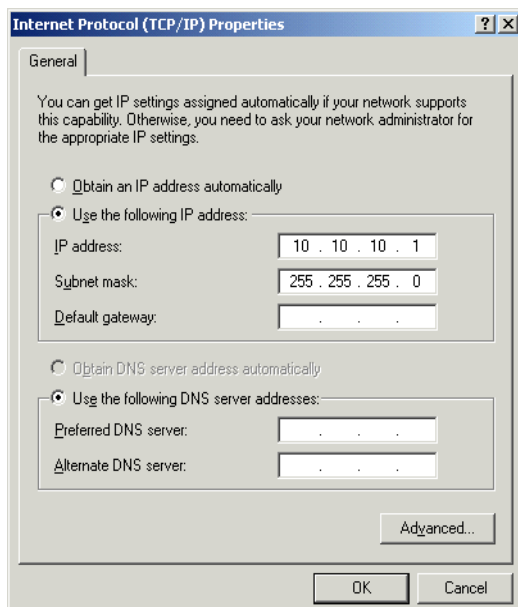 Internet Protocol (TCP/IP) Properties
General
You can get IP settings assigned automatically if your network supports
this capability. Otherwise, you need to ask your network administrator for
the appropriate IP settings.
Obtain an IP address automatically
Use the following IP address:
IP address: 10 . 10 . 10 . 1
Subnet mask: 255 . 255 . 255 . 0
Default gateway: . . .
Obtain DNS server address automatically
Use the following DNS server addresses:
Preferred DNS server: . . .
Alternate DNS server: . . .
Advanced...
OK Cancel